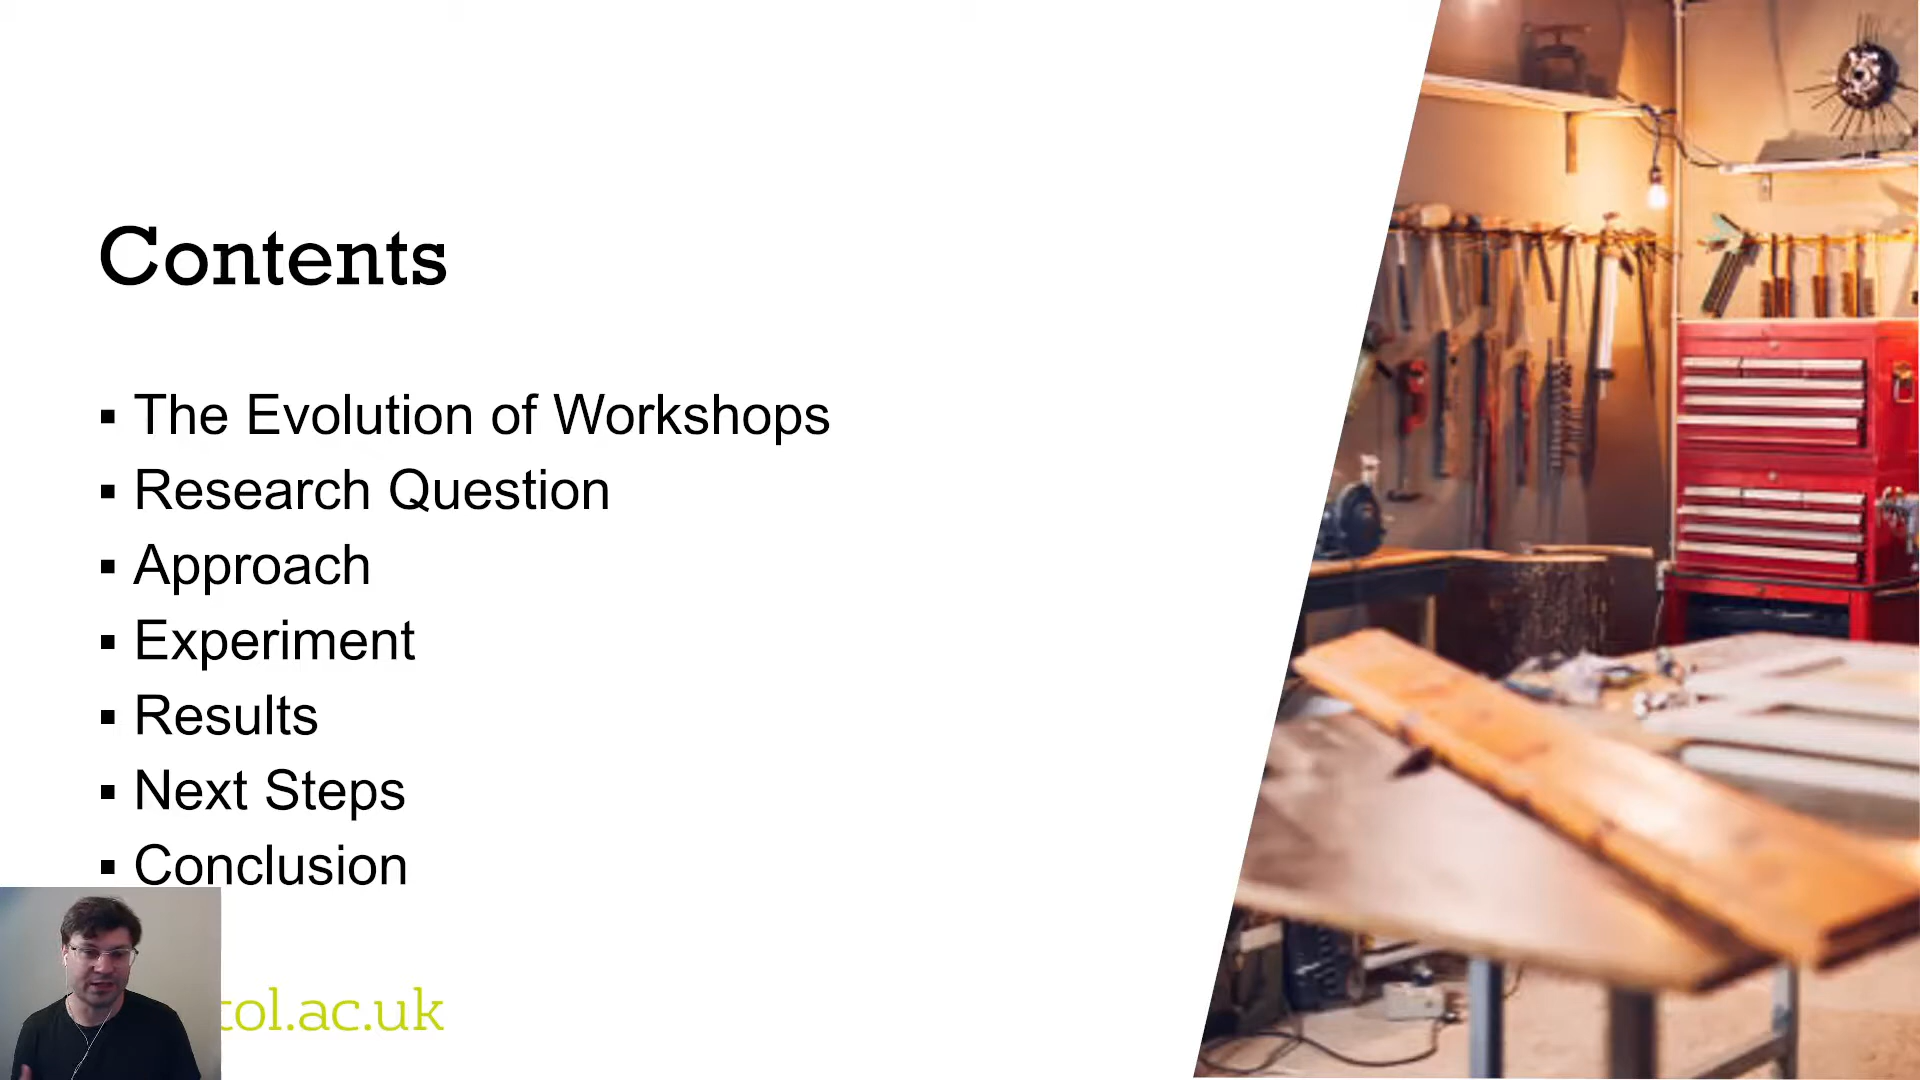 Contents
▪ The Evolution of Workshops
▪ Research Question
▪ Approach
▪ Experiment
▪ Results
▪ Next Steps
▪ Conclusion
tol.ac.uk